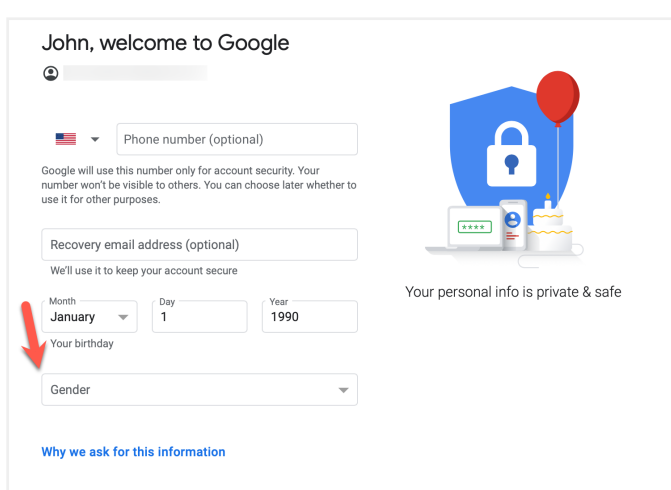 John, welcome to Google
Phone number (optional)
Google will use this number only for account security. Your
number won't be visible to others. You can choose later whether to
use it for other purposes.
Recovery email address (optional)
We'll use it to keep your account secure
Month
January
Day
1
Year
1990
Your birthday
Gender
Why we ask for this information
****
Your personal info is private & safe